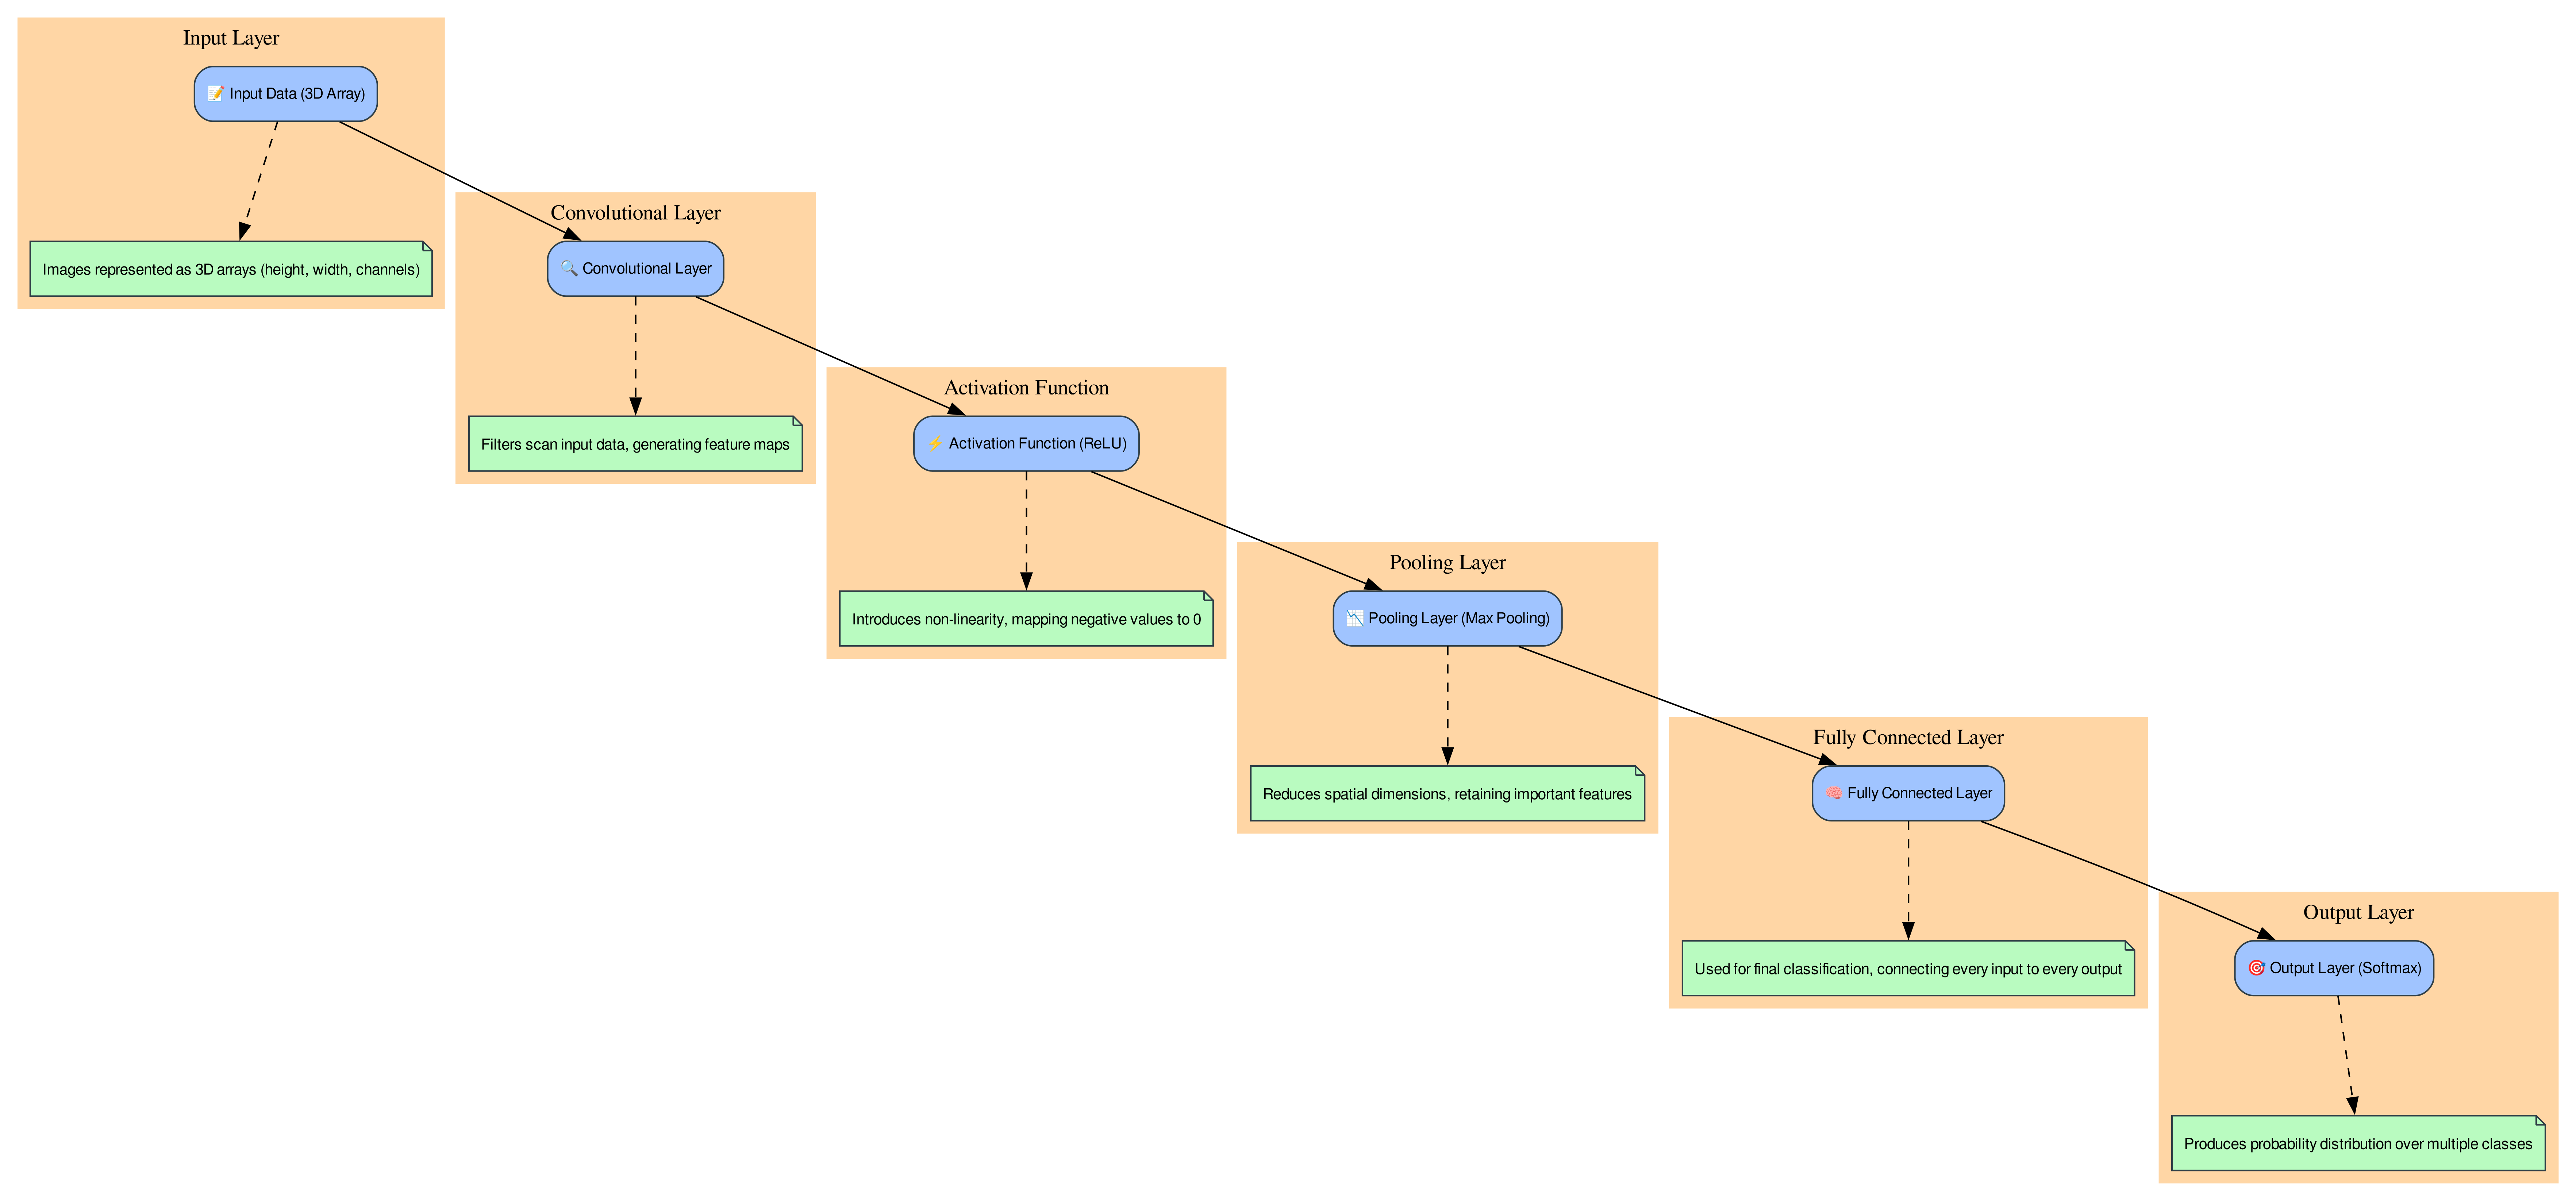 Input Layer
📝 Input Data (3D Array)
Images represented as 3D arrays (height, width, channels)
Convolutional Layer
🔍 Convolutional Layer
Filters scan input data, generating feature maps
Activation Function
⚡ Activation Function (ReLU)
Introduces non-linearity, mapping negative values to 0
Pooling Layer
📉 Pooling Layer (Max Pooling)
Reduces spatial dimensions, retaining important features
Fully Connected Layer
🧠 Fully Connected Layer
Used for final classification, connecting every input to every output
Output Layer
🎯 Output Layer (Softmax)
Produces probability distribution over multiple classes